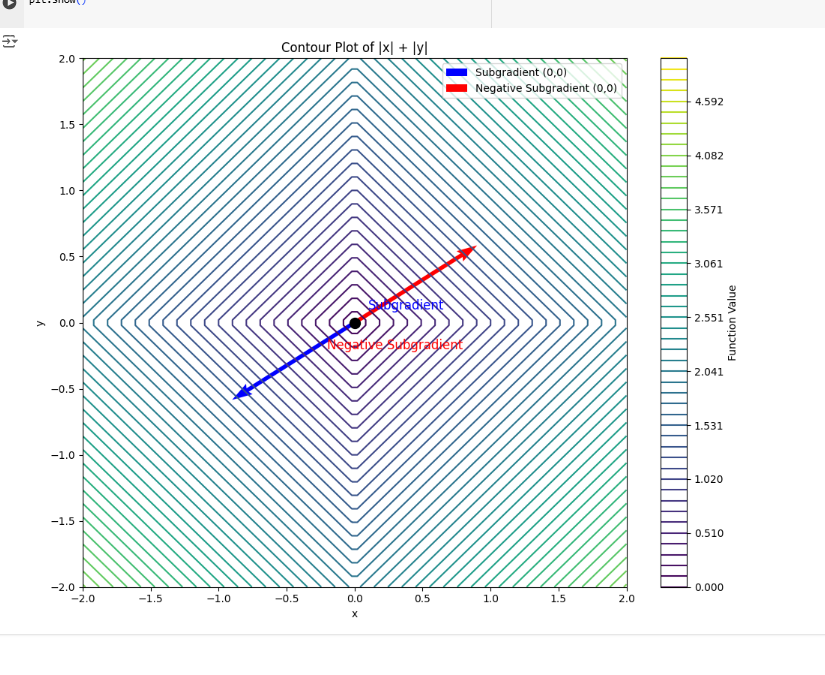 plt.show()
Contour Plot of |x| + |y|
Subgradient (0,0)
Negative Subgradient (0,0)
2.0
1.5
1.0
0.5
0.0
−0.5
−1.0
−1.5
−2.0
y
Subgradient
Negative Subgradient
−2.0 −1.5 −1.0 −0.5 0.0 0.5 1.0 1.5 2.0
x
4.592
4.082
3.571
3.061
2.551
2.041
1.531
1.020
0.510
0.000
Function Value